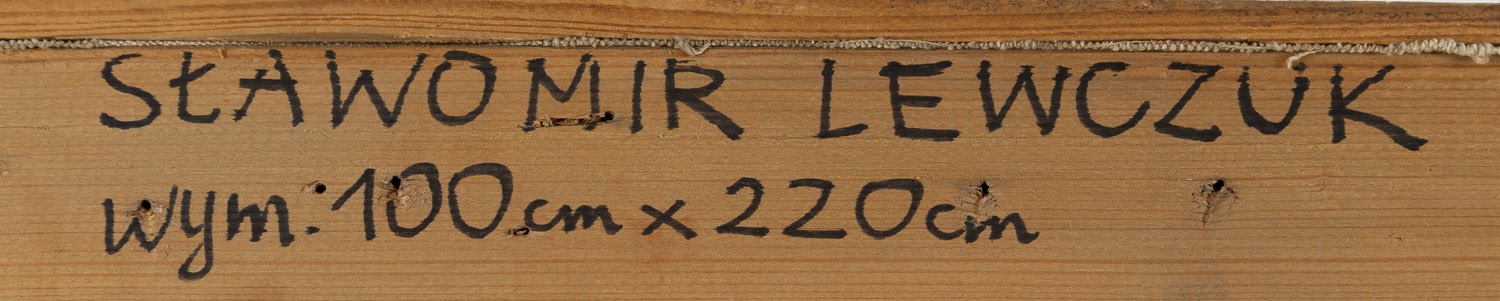 SŁAWOMIR LEWCZUK
wym: 100cm x 220cm